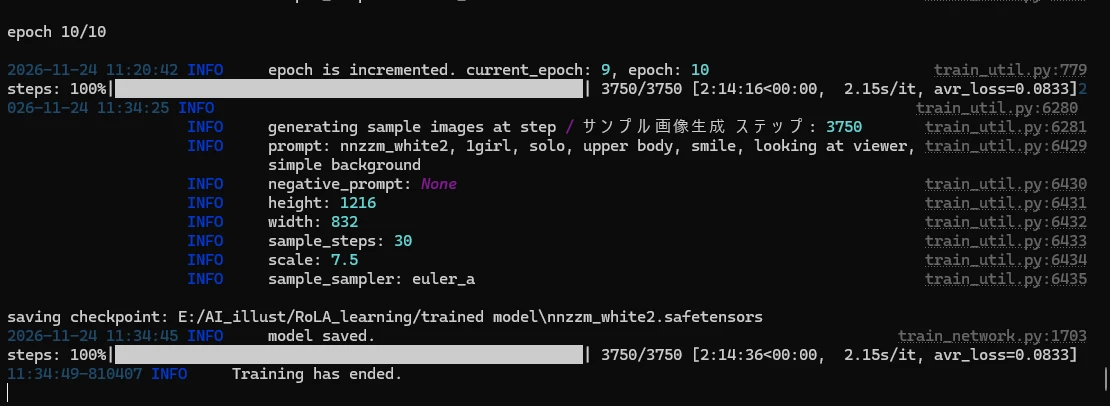 epoch 10/10
2026-11-24 11:20:42 INFO epoch is incremented. current_epoch: 9, epoch: 10 train_util.py:779
steps: 100%| | 3750/3750 [2:14:16<00:00, 2.15s/it, avr_loss=0.0833]2
026-11-24 11:34:25 INFO train_util.py:6280
INFO generating sample images at step / サンプル画像生成 ステップ: 3750 train_util.py:6281
INFO prompt: nnzzm_white2, 1girl, solo, upper body, smile, looking at viewer, train_util.py:6429
simple background
INFO negative_prompt: None train_util.py:6430
INFO height: 1216 train_util.py:6431
INFO width: 832 train_util.py:6432
INFO sample_steps: 30 train_util.py:6433
INFO scale: 7.5 train_util.py:6434
INFO sample_sampler: euler_a train_util.py:6435
saving checkpoint: E:/AI_illust/RoLA_learning/trained model\nnzzm_white2.safetensors
2026-11-24 11:34:45 INFO model saved. train_network.py:1703
steps: 100%| | 3750/3750 [2:14:36<00:00, 2.15s/it, avr_loss=0.0833]
11:34:49-810407 INFO Training has ended.